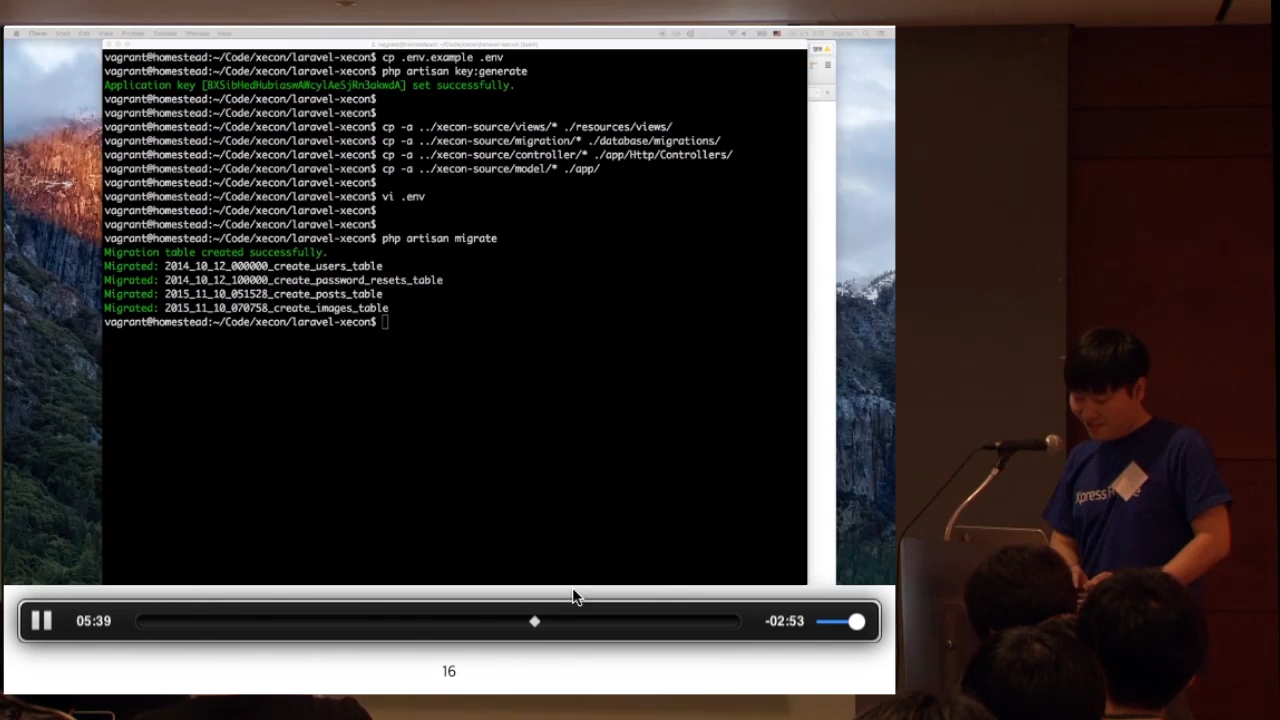 vagrant@homestead:~/Code/xecon/laravel-xecon$ cp .env.example .env
vagrant@homestead:~/Code/xecon/laravel-xecon$ php artisan key:generate
Application key [BXSibHedHubiaswAWcylAeSjRn3akwdA] set successfully.
vagrant@homestead:~/Code/xecon/laravel-xecon$
vagrant@homestead:~/Code/xecon/laravel-xecon$
vagrant@homestead:~/Code/xecon/laravel-xecon$ cp -a ../xecon-source/views/* ./resources/views/
vagrant@homestead:~/Code/xecon/laravel-xecon$ cp -a ../xecon-source/migration/* ./database/migrations/
vagrant@homestead:~/Code/xecon/laravel-xecon$ cp -a ../xecon-source/controller/* ./app/Http/Controllers/
vagrant@homestead:~/Code/xecon/laravel-xecon$ cp -a ../xecon-source/model/* ./app/
vagrant@homestead:~/Code/xecon/laravel-xecon$
vagrant@homestead:~/Code/xecon/laravel-xecon$ vi .env
vagrant@homestead:~/Code/xecon/laravel-xecon$
vagrant@homestead:~/Code/xecon/laravel-xecon$
vagrant@homestead:~/Code/xecon/laravel-xecon$ php artisan migrate
Migration table created successfully.
Migrated: 2014_10_12_000000_create_users_table
Migrated: 2014_10_12_100000_create_password_resets_table
Migrated: 2015_11_10_051528_create_posts_table
Migrated: 2015_11_10_070758_create_images_table
vagrant@homestead:~/Code/xecon/laravel-xecon$
05:39
-02:53
16
Xpress